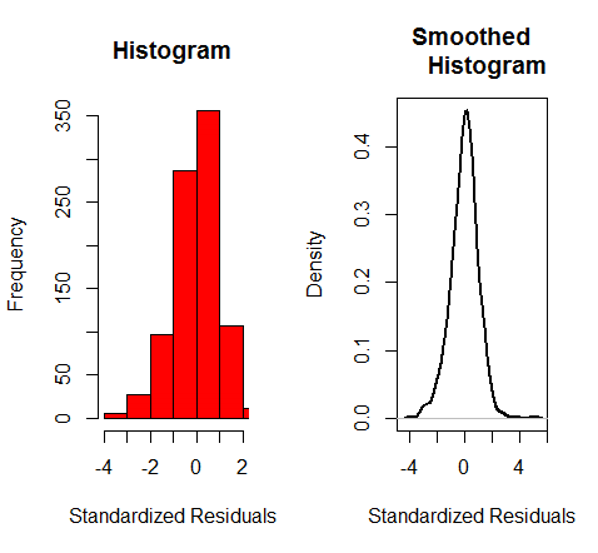 Histogram
Frequency
0
50
150
250
350
-4
-2
0
2
Standardized Residuals
Smoothed
Histogram
Density
0.0
0.1
0.2
0.3
0.4
-4
0
4
Standardized Residuals